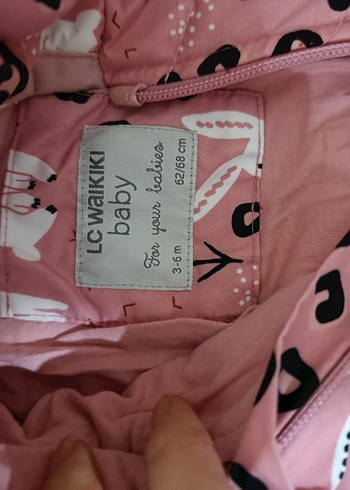 LC WAIKIKI
baby
For your babies
3-6 m 62/68 cm